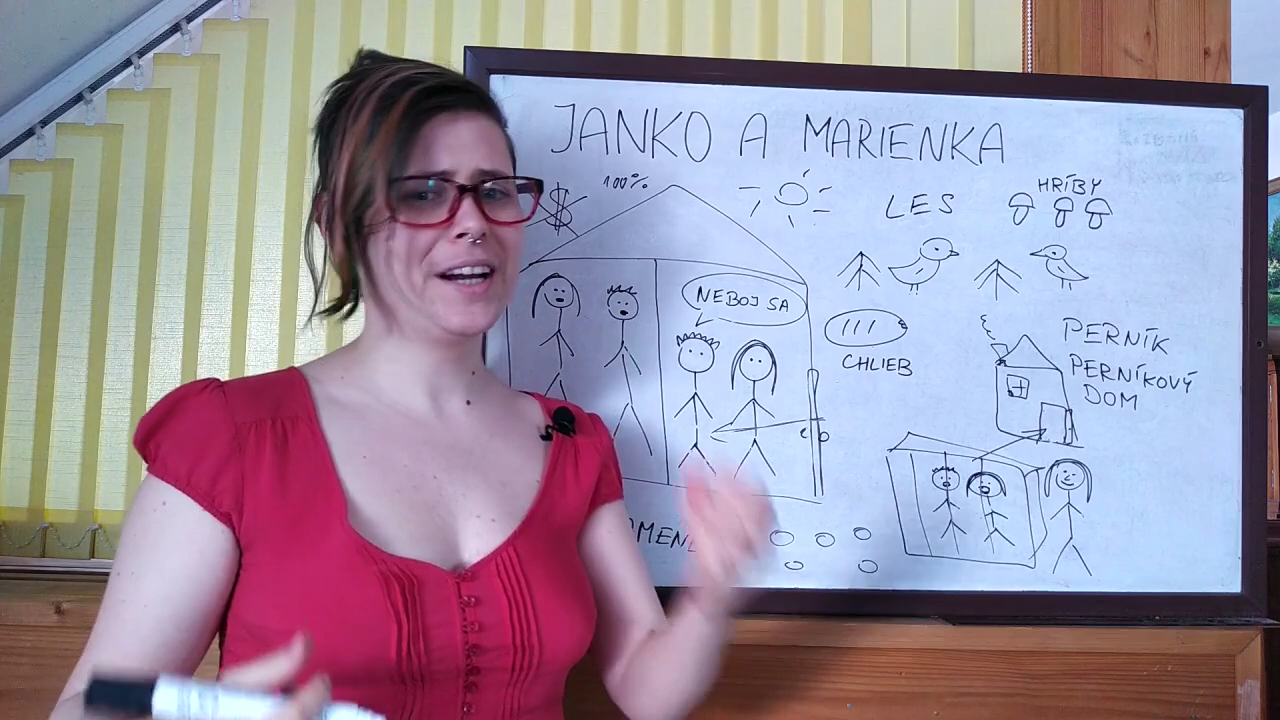 JANKO A MARIENKA
100%
$
LES
HRÍBY
NEBOJ SA
CHLIEB
PERNÍK
PERNÍKOVÝ
DOM